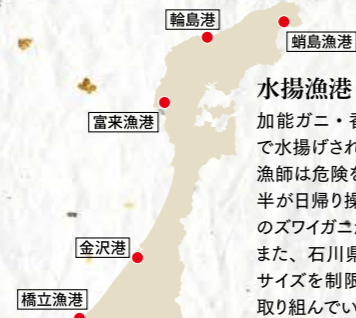 輪島港
蛸島漁港
富来漁港
金沢港
橋立漁港
水揚漁港
加能ガニ・香
で水揚げされ
漁師は危険を
半が日帰り操
のズワイガニ
また、石川県
サイズを制限
取り組んでい